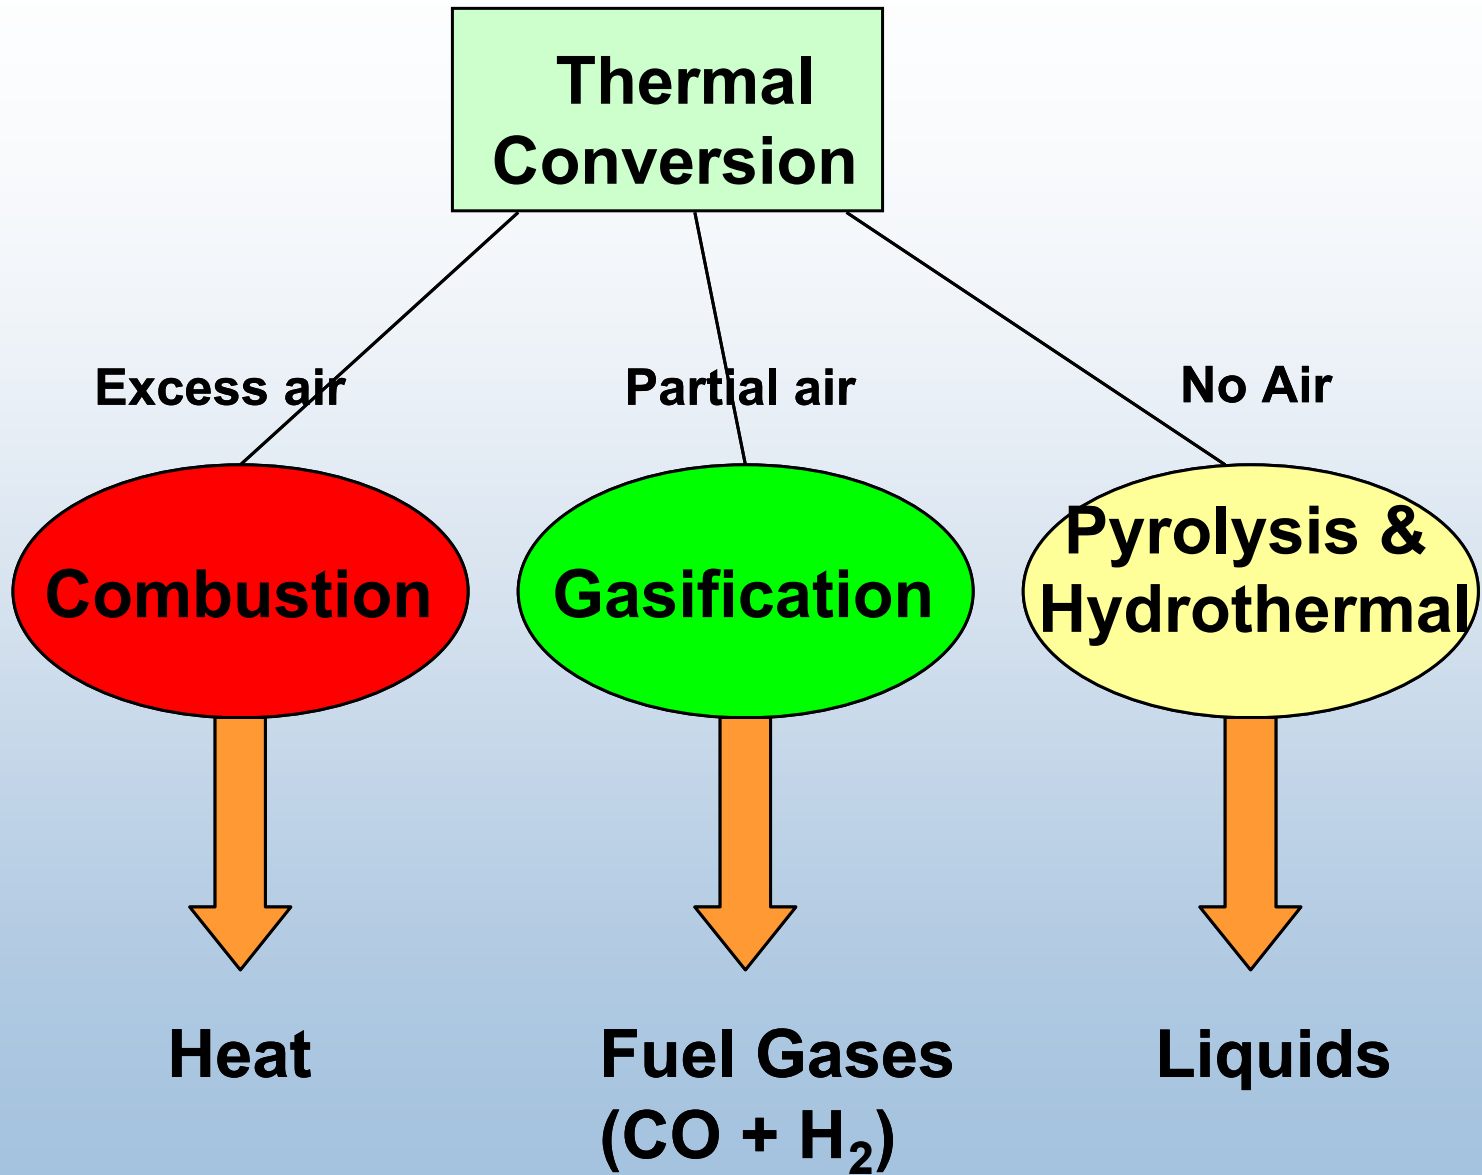 Thermal
Conversion
Excess air
Partial air
No Air
Combustion
Gasification
Pyrolysis &
Hydrothermal
Heat
Fuel Gases
(CO + H₂)
Liquids